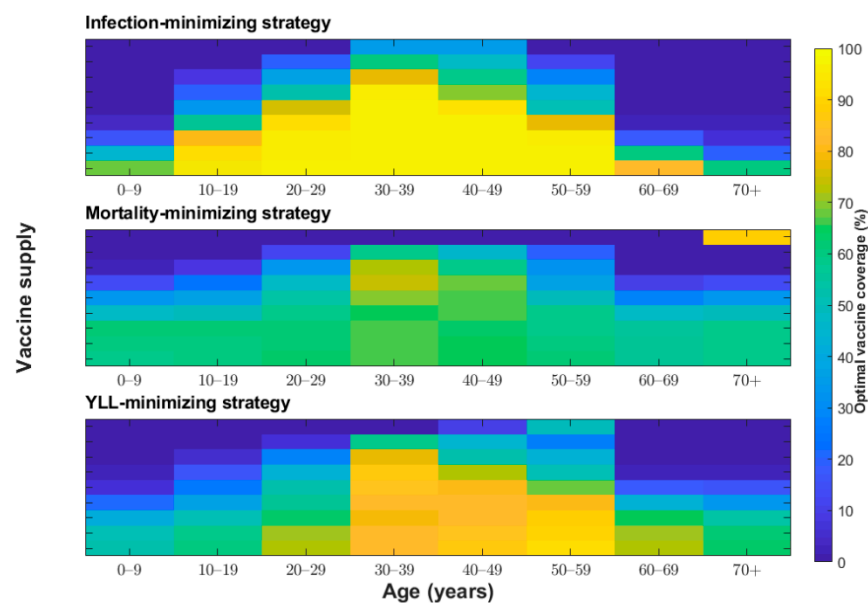 Infection-minimizing strategy
0–9 10–19 20–29 30–39 40–49 50–59 60–69 70+
Mortality-minimizing strategy
0–9 10–19 20–29 30–39 40–49 50–59 60–69 70+
YLL-minimizing strategy
0–9 10–19 20–29 30–39 40–49 50–59 60–69 70+
Age (years)
Vaccine supply
100
90
80
70
60
50
40
30
20
10
0
Optimal vaccine coverage (%)